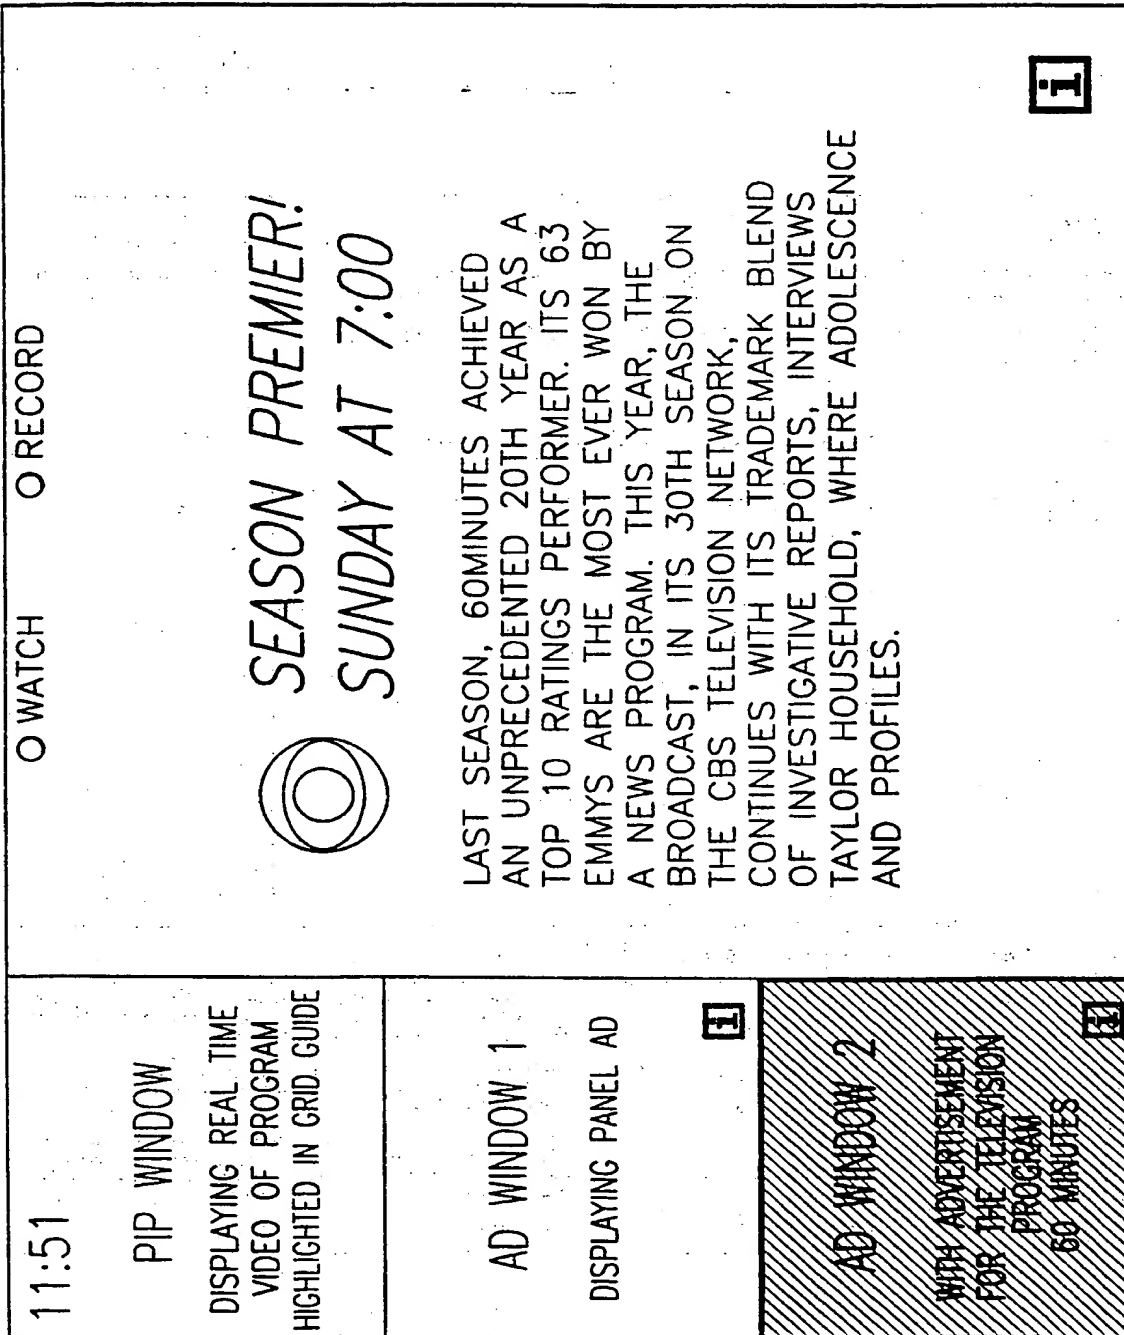 11:51
PIP WINDOW
DISPLAYING REAL TIME
VIDEO OF PROGRAM
HIGHLIGHTED IN GRID GUIDE
AD WINDOW 1
DISPLAYING PANEL AD
i
AD WINDOW 2
WITH ADVERTISEMENT
FOR THE TELEVISION
PROGRAM
60 MINUTES
i
O WATCH O RECORD
SEASON PREMIER!
SUNDAY AT 7:00
LAST SEASON, 60MINUTES ACHIEVED
AN UNPRECEDENTED 20TH YEAR AS A
TOP 10 RATINGS PERFORMER. ITS 63
EMMYS ARE THE MOST EVER WON BY
A NEWS PROGRAM. THIS YEAR, THE
BROADCAST, IN ITS 30TH SEASON ON
THE CBS TELEVISION NETWORK,
CONTINUES WITH ITS TRADEMARK BLEND
OF INVESTIGATIVE REPORTS, INTERVIEWS
TAYLOR HOUSEHOLD, WHERE ADOLESCENCE
AND PROFILES.
i